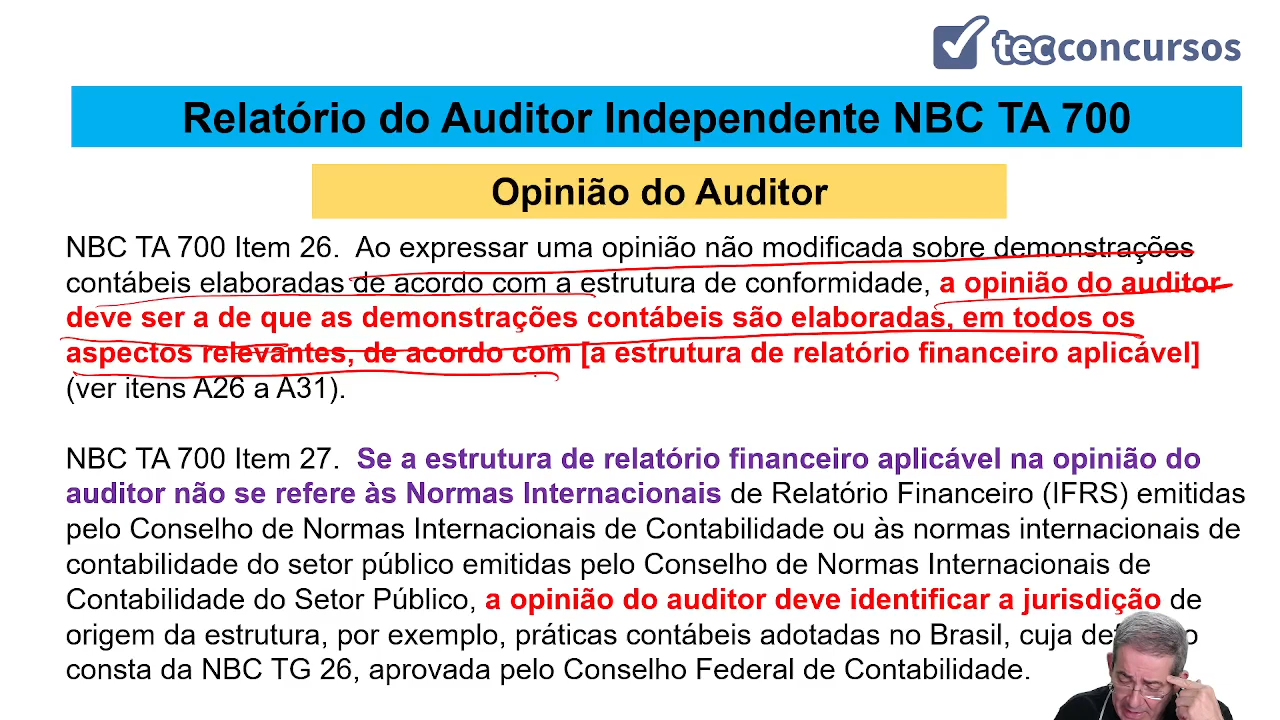 tecconcursos
Relatório do Auditor Independente NBC TA 700
Opinião do Auditor
NBC TA 700 Item 26. Ao expressar uma opinião não modificada sobre demonstrações
contábeis elaboradas de acordo com a estrutura de conformidade, a opinião do auditor
deve ser a de que as demonstrações contábeis são elaboradas, em todos os
aspectos relevantes, de acordo com [a estrutura de relatório financeiro aplicável]
(ver itens A26 a A31).
NBC TA 700 Item 27. Se a estrutura de relatório financeiro aplicável na opinião do
auditor não se refere às Normas Internacionais de Relatório Financeiro (IFRS) emitidas
pelo Conselho de Normas Internacionais de Contabilidade ou às normas internacionais de
contabilidade do setor público emitidas pelo Conselho de Normas Internacionais de
Contabilidade do Setor Público, a opinião do auditor deve identificar a jurisdição de
origem da estrutura, por exemplo, práticas contábeis adotadas no Brasil, cuja
consta da NBC TG 26, aprovada pelo Conselho Federal de Contabilidade.